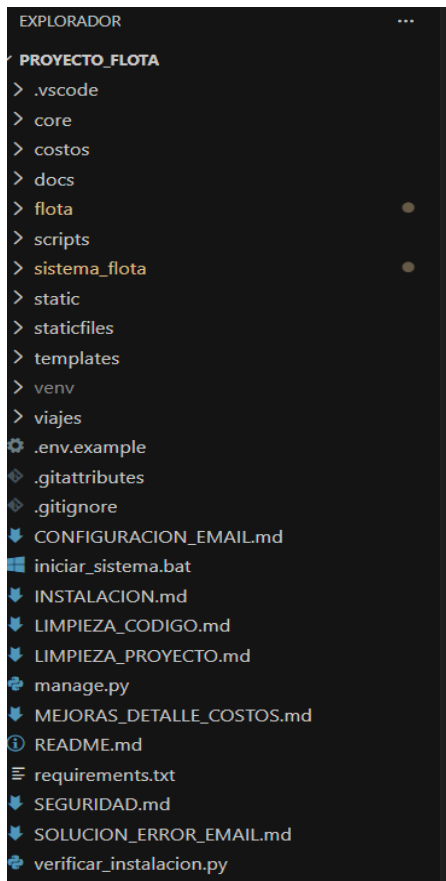 EXPLORADOR ...
PROYECTO_FLOTA
.vscode
core
costos
docs
flota
scripts
sistema_flota
static
staticfiles
templates
venv
viajes
.env.example
.gitattributes
.gitignore
CONFIGURACION_EMAIL.md
iniciar_sistema.bat
INSTALACION.md
LIMPIEZA_CODIGO.md
LIMPIEZA_PROYECTO.md
manage.py
MEJORAS_DETALLE_COSTOS.md
README.md
requirements.txt
SEGURIDAD.md
SOLUCION_ERROR_EMAIL.md
verificar_instalacion.py